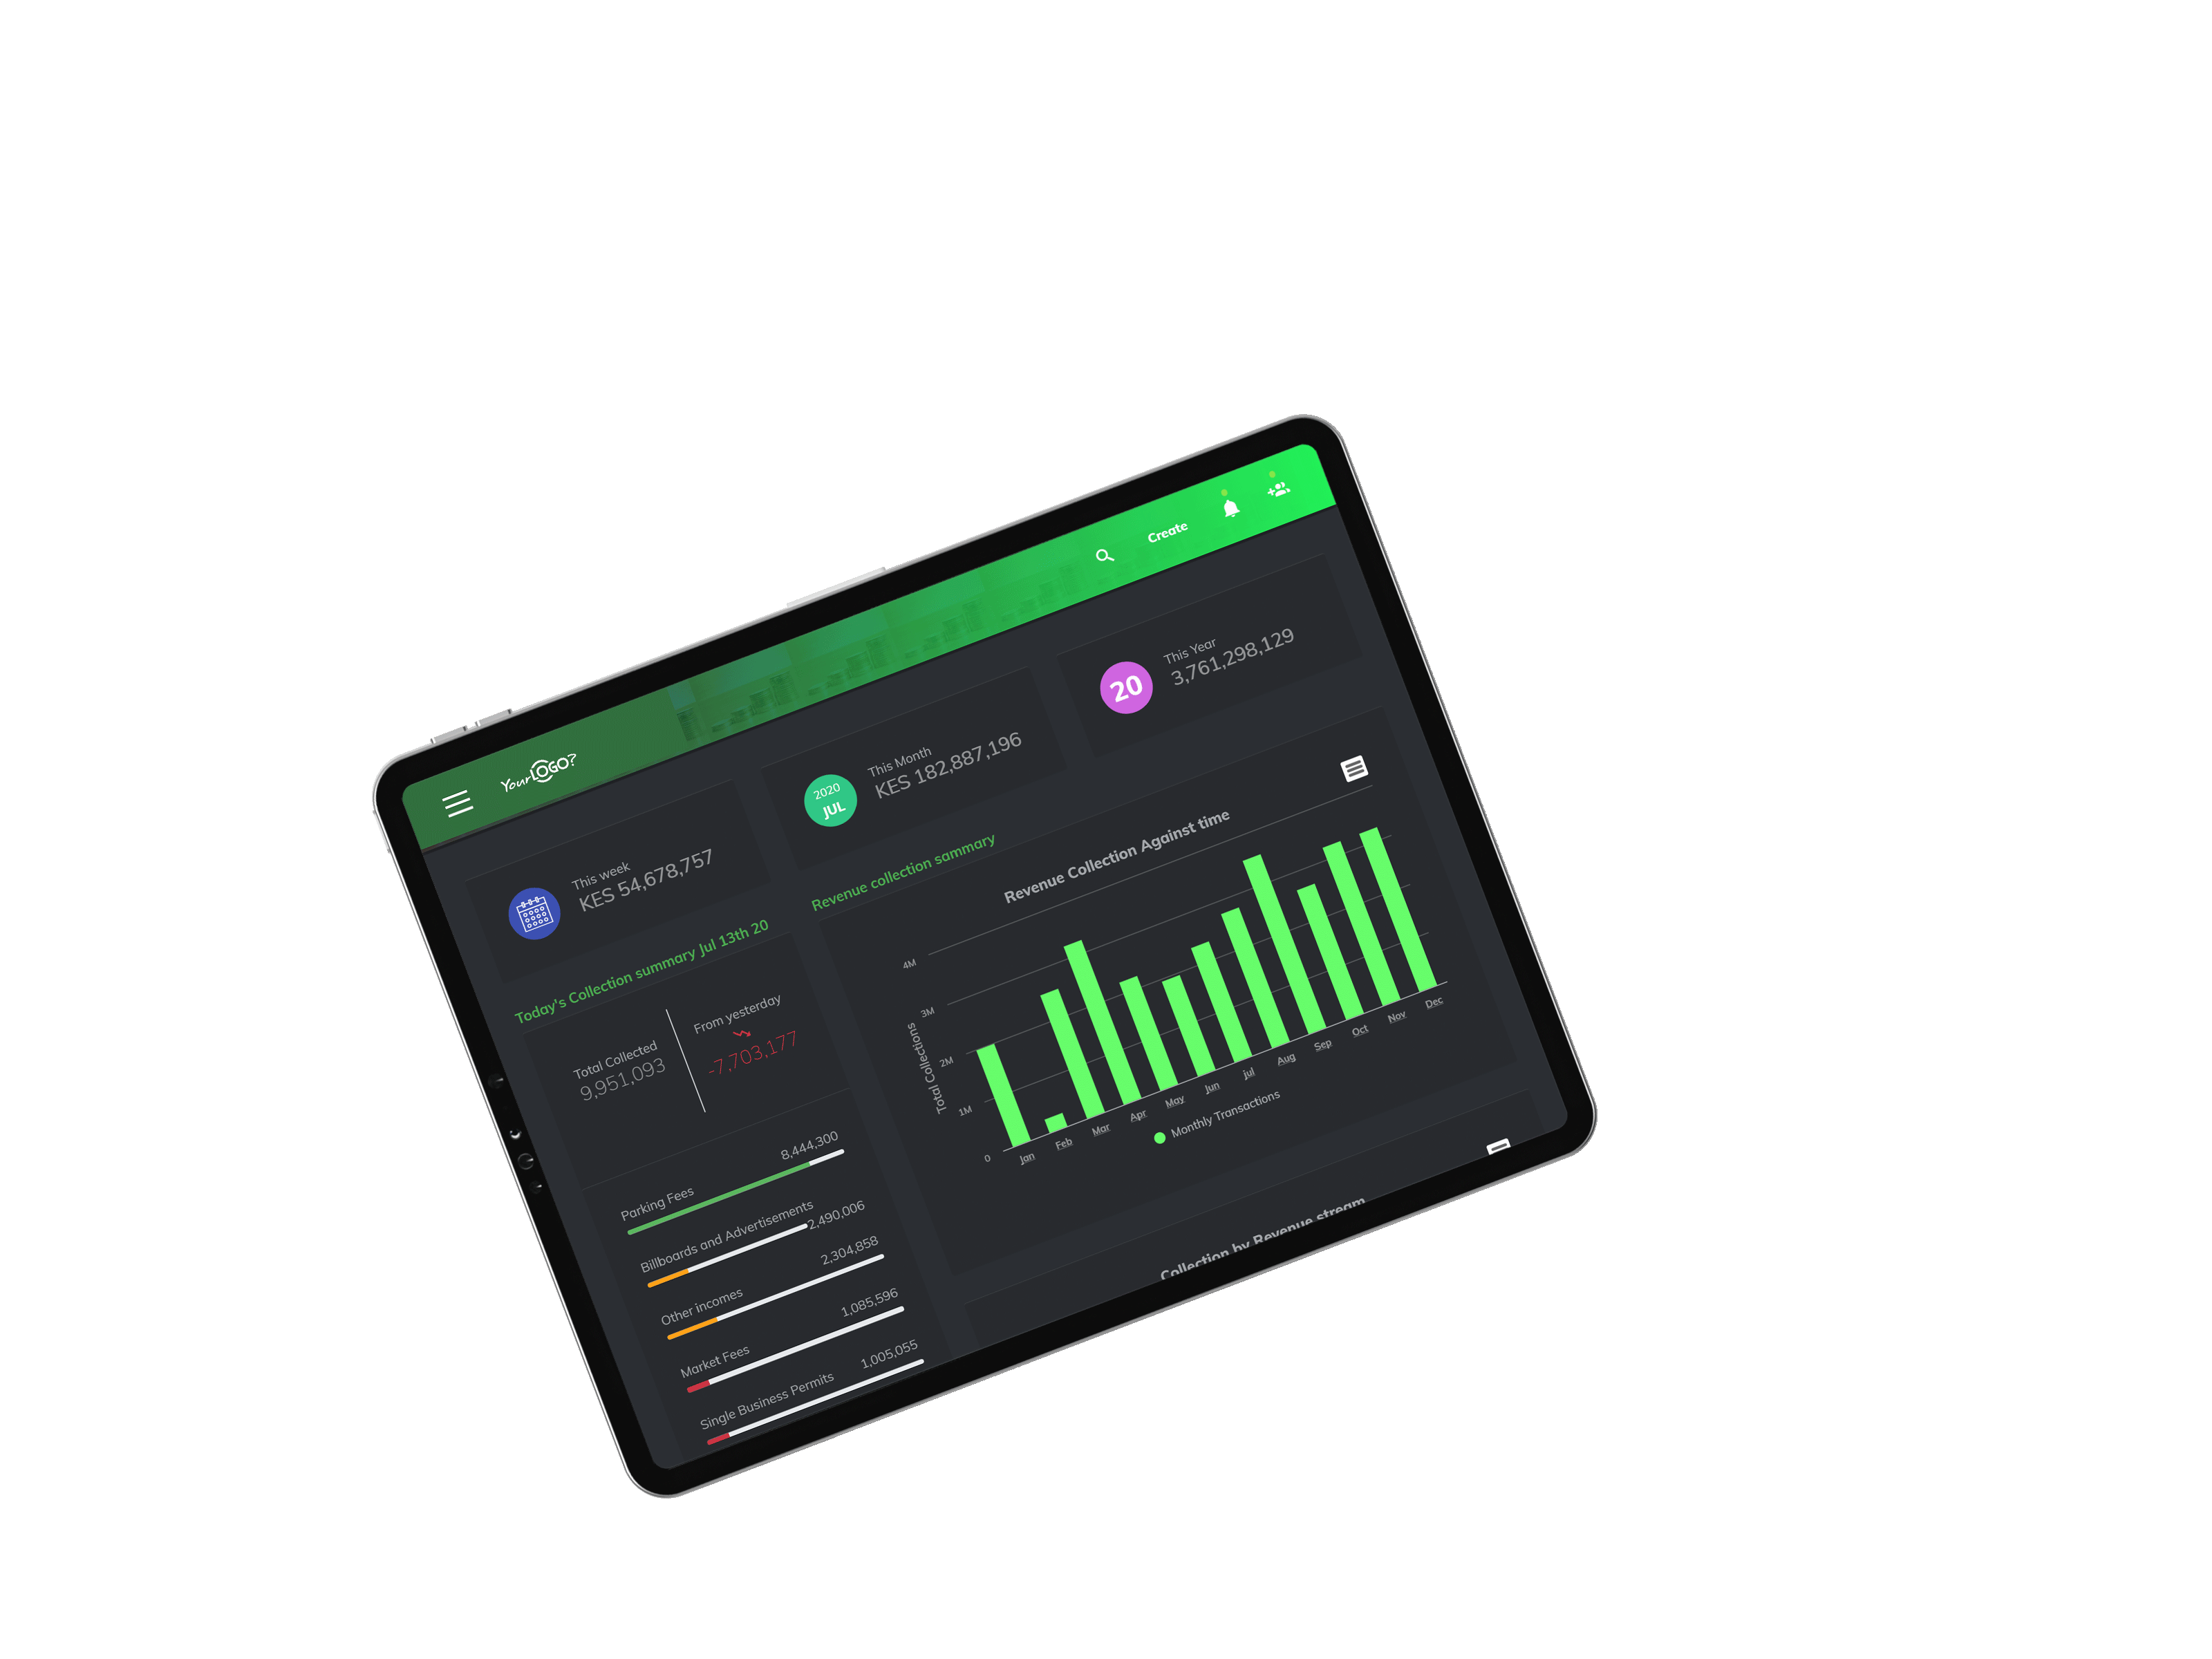 YourLOGO?
Create
This week
KES 54,678,757
2020
JUL
This Month
KES 182,887,196
20
This Year
3,761,298,129
Today's Collection summary Jul 13th 20
Total Collected
9,951,093
From yesterday
-7,703,177
Parking Fees
8,444,300
Billboards and Advertisements
2,490,006
Other incomes
2,304,858
Market Fees
1,085,596
Single Business Permits
1,005,055
Revenue collection sammary
Revenue Collection Against time
Total Collections
4M
3M
2M
1M
0
Jan
Feb
Mar
Apr
May
Jun
jul
Aug
Sep
Oct
Nov
Dec
Monthly Transactions
Collection by Revenue stream